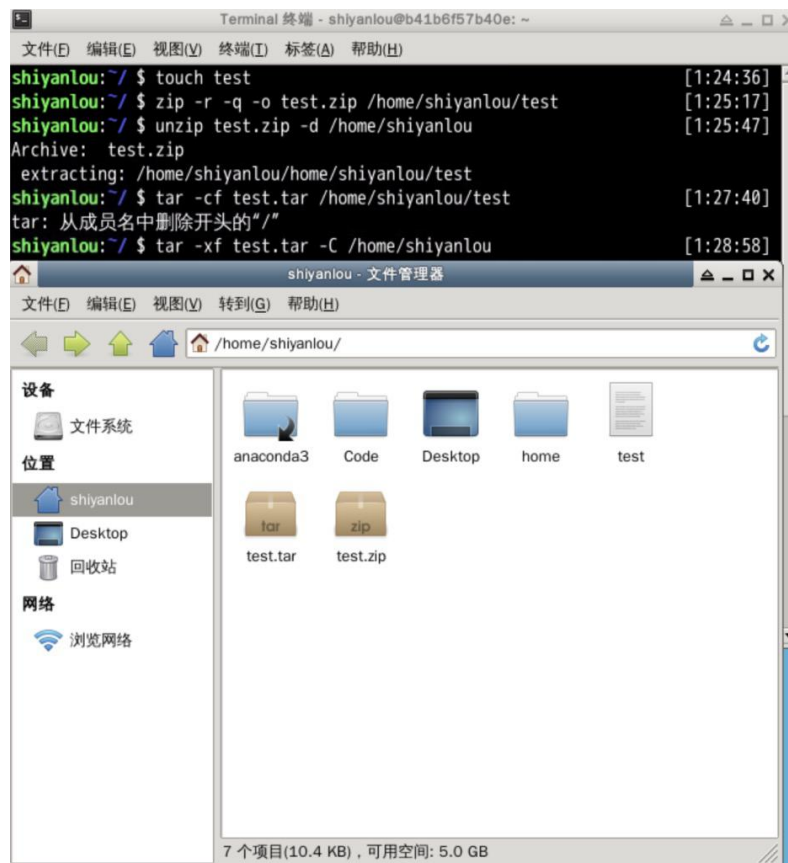 Terminal 终端 - shiyanlou@b41b6f57b40e: ~
文件(F) 编辑(E) 视图(V) 终端(T) 标签(A) 帮助(H)
shiyanlou:~/ $ touch test [1:24:36]
shiyanlou:~/ $ zip -r -q -o test.zip /home/shiyanlou/test [1:25:17]
shiyanlou:~/ $ unzip test.zip -d /home/shiyanlou [1:25:47]
Archive:  test.zip
 extracting: /home/shiyanlou/home/shiyanlou/test
shiyanlou:~/ $ tar -cf test.tar /home/shiyanlou/test [1:27:40]
tar: 从成员名中删除开头的“/”
shiyanlou:~/ $ tar -xf test.tar -C /home/shiyanlou [1:28:58]
shiyanlou - 文件管理器
文件(F) 编辑(E) 视图(V) 转到(G) 帮助(H)
/home/shiyanlou/
设备
文件系统
位置
shiyanlou
Desktop
回收站
网络
浏览网络
anaconda3 Code Desktop home test
tar zip
test.tar test.zip
7 个项目(10.4 KB)，可用空间: 5.0 GB